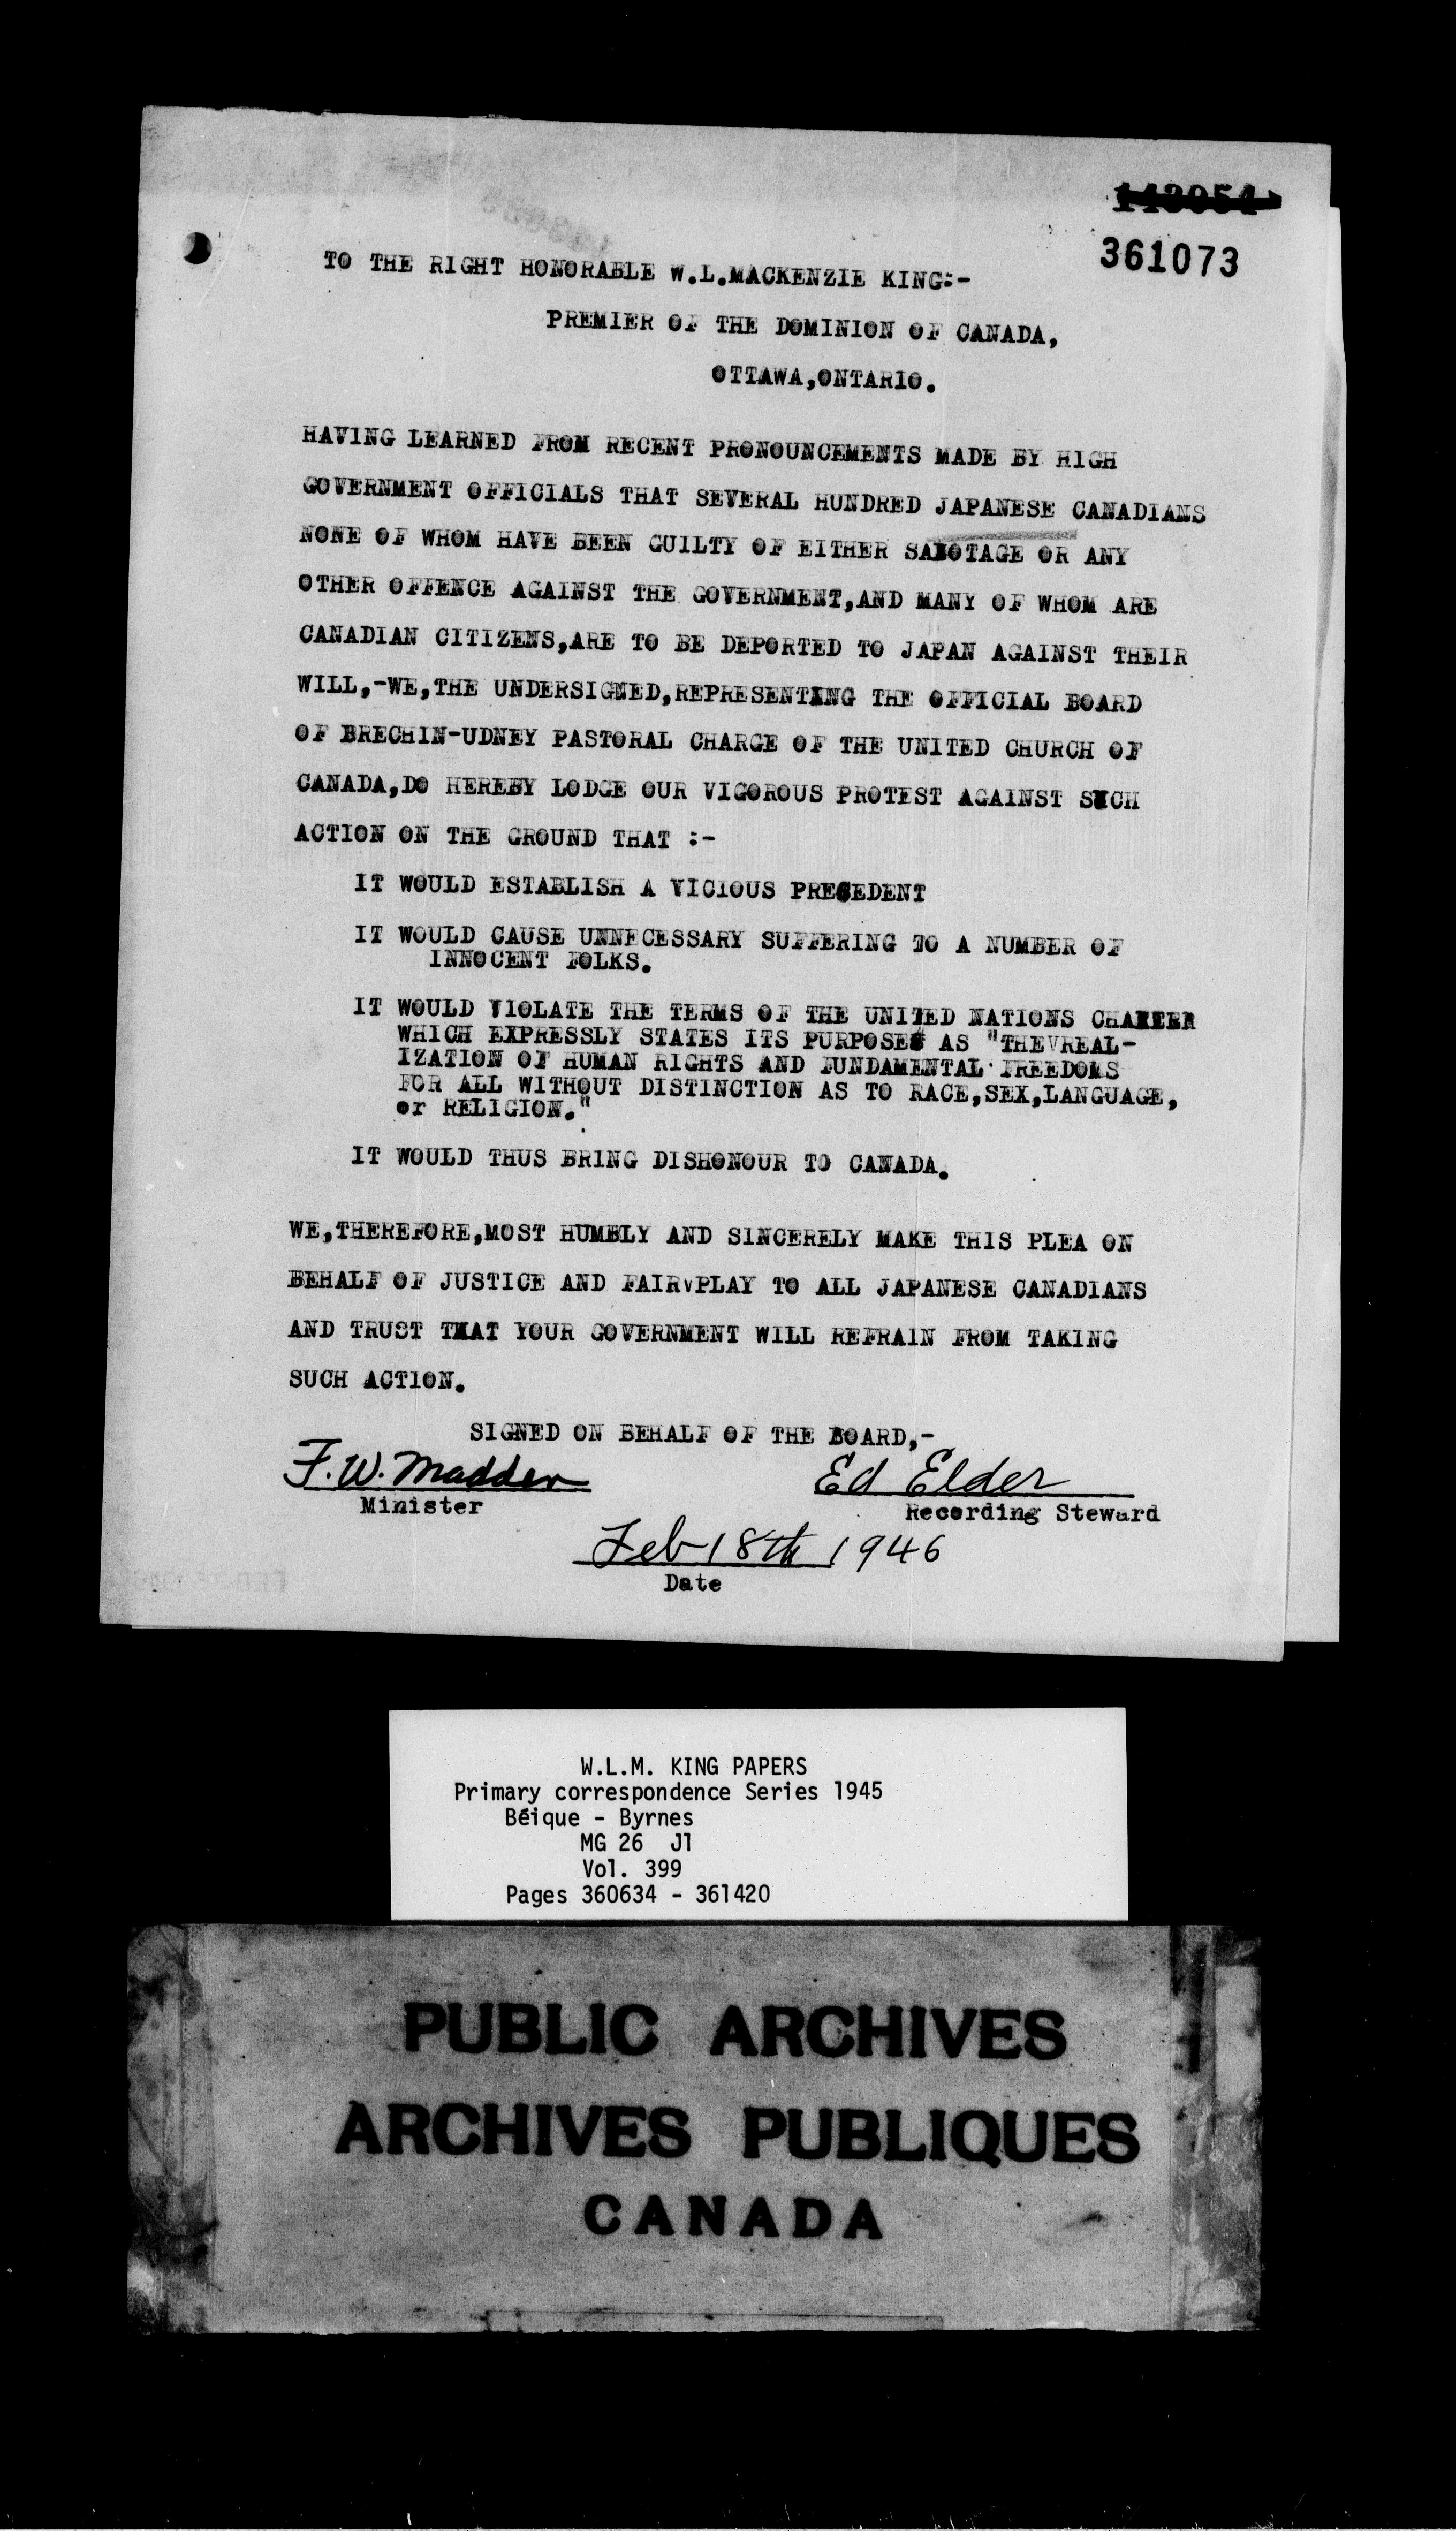 143054
361073
TO THE RIGHT HONORABLE W.L.MACKENZIE KING:-
PREMIER OF THE DOMINION OF CANADA,
OTTAWA,ONTARIO.
HAVING LEARNED FROM RECENT PRONOUNCEMENTS MADE BY HIGH
GOVERNMENT OFFICIALS THAT SEVERAL HUNDRED JAPANESE CANADIANS
NONE OF WHOM HAVE BEEN GUILTY OF EITHER SABOTAGE OR ANY
OTHER OFFENCE AGAINST THE GOVERNMENT,AND MANY OF WHOM ARE
CANADIAN CITIZENS,ARE TO BE DEPORTED TO JAPAN AGAINST THEIR
WILL,-WE,THE UNDERSIGNED,REPRESENTING THE OFFICIAL BOARD
OF BRECHIN-UDNEY PASTORAL CHARGE OF THE UNITED CHURCH OF
CANADA,DO HEREBY LODGE OUR VIGOROUS PROTEST AGAINST SUCH
ACTION ON THE GROUND THAT :-
IT WOULD ESTABLISH A VICIOUS PRECEDENT
IT WOULD CAUSE UNNECESSARY SUFFERING TO A NUMBER OF
INNOCENT FOLKS.
IT WOULD VIOLATE THE TERMS OF THE UNITED NATIONS CHARTER
WHICH EXPRESSLY STATES ITS PURPOSES AS "THEVREAL-
IZATION OF HUMAN RIGHTS AND FUNDAMENTAL FREEDOMS
FOR ALL WITHOUT DISTINCTION AS TO RACE,SEX,LANGUAGE,
or RELIGION."
IT WOULD THUS BRING DISHONOUR TO CANADA.
WE,THEREFORE,MOST HUMBLY AND SINCERELY MAKE THIS PLEA ON
BEHALF OF JUSTICE AND FAIRvPLAY TO ALL JAPANESE CANADIANS
AND TRUST THAT YOUR GOVERNMENT WILL REFRAIN FROM TAKING
SUCH ACTION.
SIGNED ON BEHALF OF THE BOARD,-
F.W. Madden Ed Elder
Minister Recording Steward
Feb 18th 1946
Date
W.L.M. KING PAPERS
Primary correspondence Series 1945
Béique - Byrnes
MG 26 J1
Vol. 399
Pages 360634 - 361420
PUBLIC ARCHIVES
ARCHIVES PUBLIQUES
CANADA